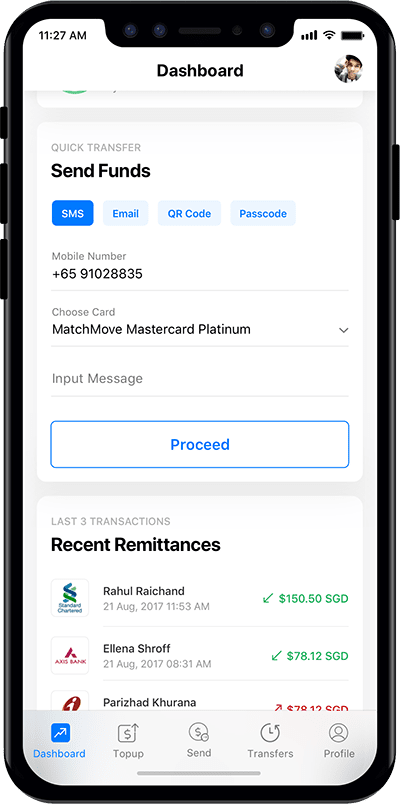 11:27 AM
Dashboard
QUICK TRANSFER
Send Funds
SMS
Email
QR Code
Passcode
Mobile Number
+65 91028835
Choose Card
MatchMove Mastercard Platinum
Input Message
Proceed
LAST 3 TRANSACTIONS
Recent Remittances
Standard
Chartered
Rahul Raichand
21 Aug, 2017 11:53 AM
$150.50 SGD
AXIS BANK
Ellena Shroff
21 Aug, 2017 08:31 AM
$78.12 SGD
Parizhad Khurana
$78.12 SGD
Dashboard
Topup
Send
Transfers
Profile